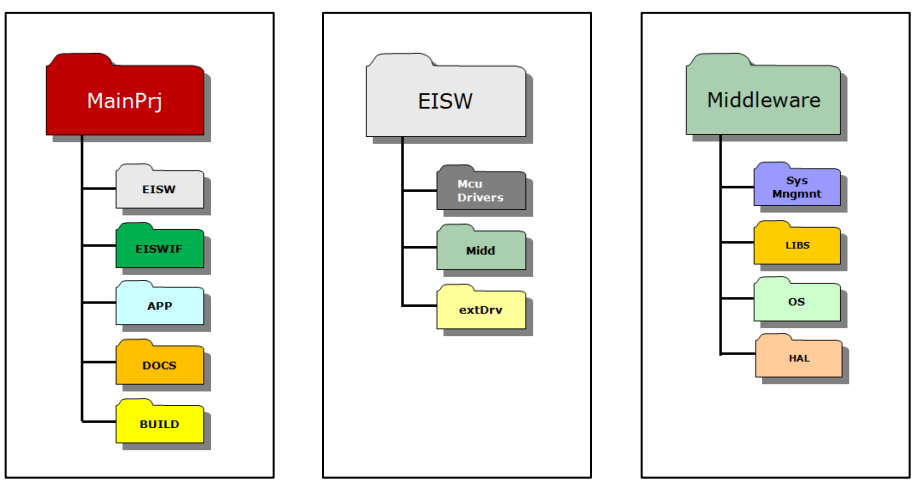 MainPrj
EISW
EISWIF
APP
DOCS
BUILD
EISW
Mcu
Drivers
Midd
extDrv
Middleware
Sys
Mngmnt
LIBS
OS
HAL